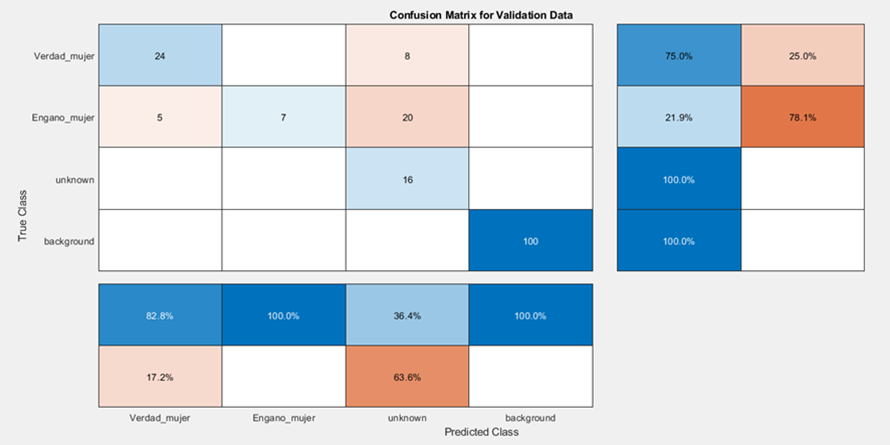 Confusion Matrix for Validation Data
True Class
Verdad_mujer 24 8 75.0% 25.0%
Engano_mujer 5 7 20 21.9% 78.1%
unknown 16 100.0%
background 100 100.0%
82.8% 100.0% 36.4% 100.0%
17.2% 63.6%
Verdad_mujer Engano_mujer unknown background
Predicted Class